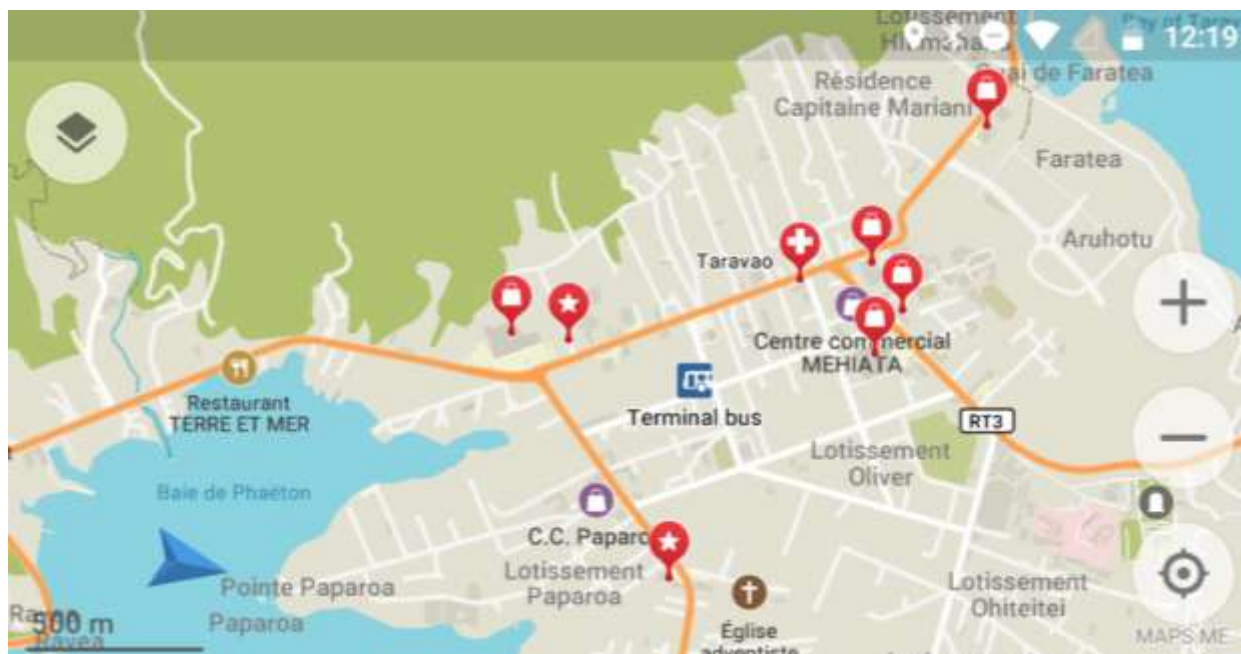 Lotissement
12:19
Quai de Faratea
Résidence
Capitaine Mariani
Faratea
Aruhotu
Taravao
Centre commercial
MEHIATA
Restaurant
TERRE ET MER
Terminal bus
RT3
Lotissement
Oliver
Baie de Phaéton
C.C. Paparo
Lotissement
Paparoa
Pointe Paparoa
Paparoa
500 m
Lotissement
Ohiteitei
Église
adventiste
MAPS.ME